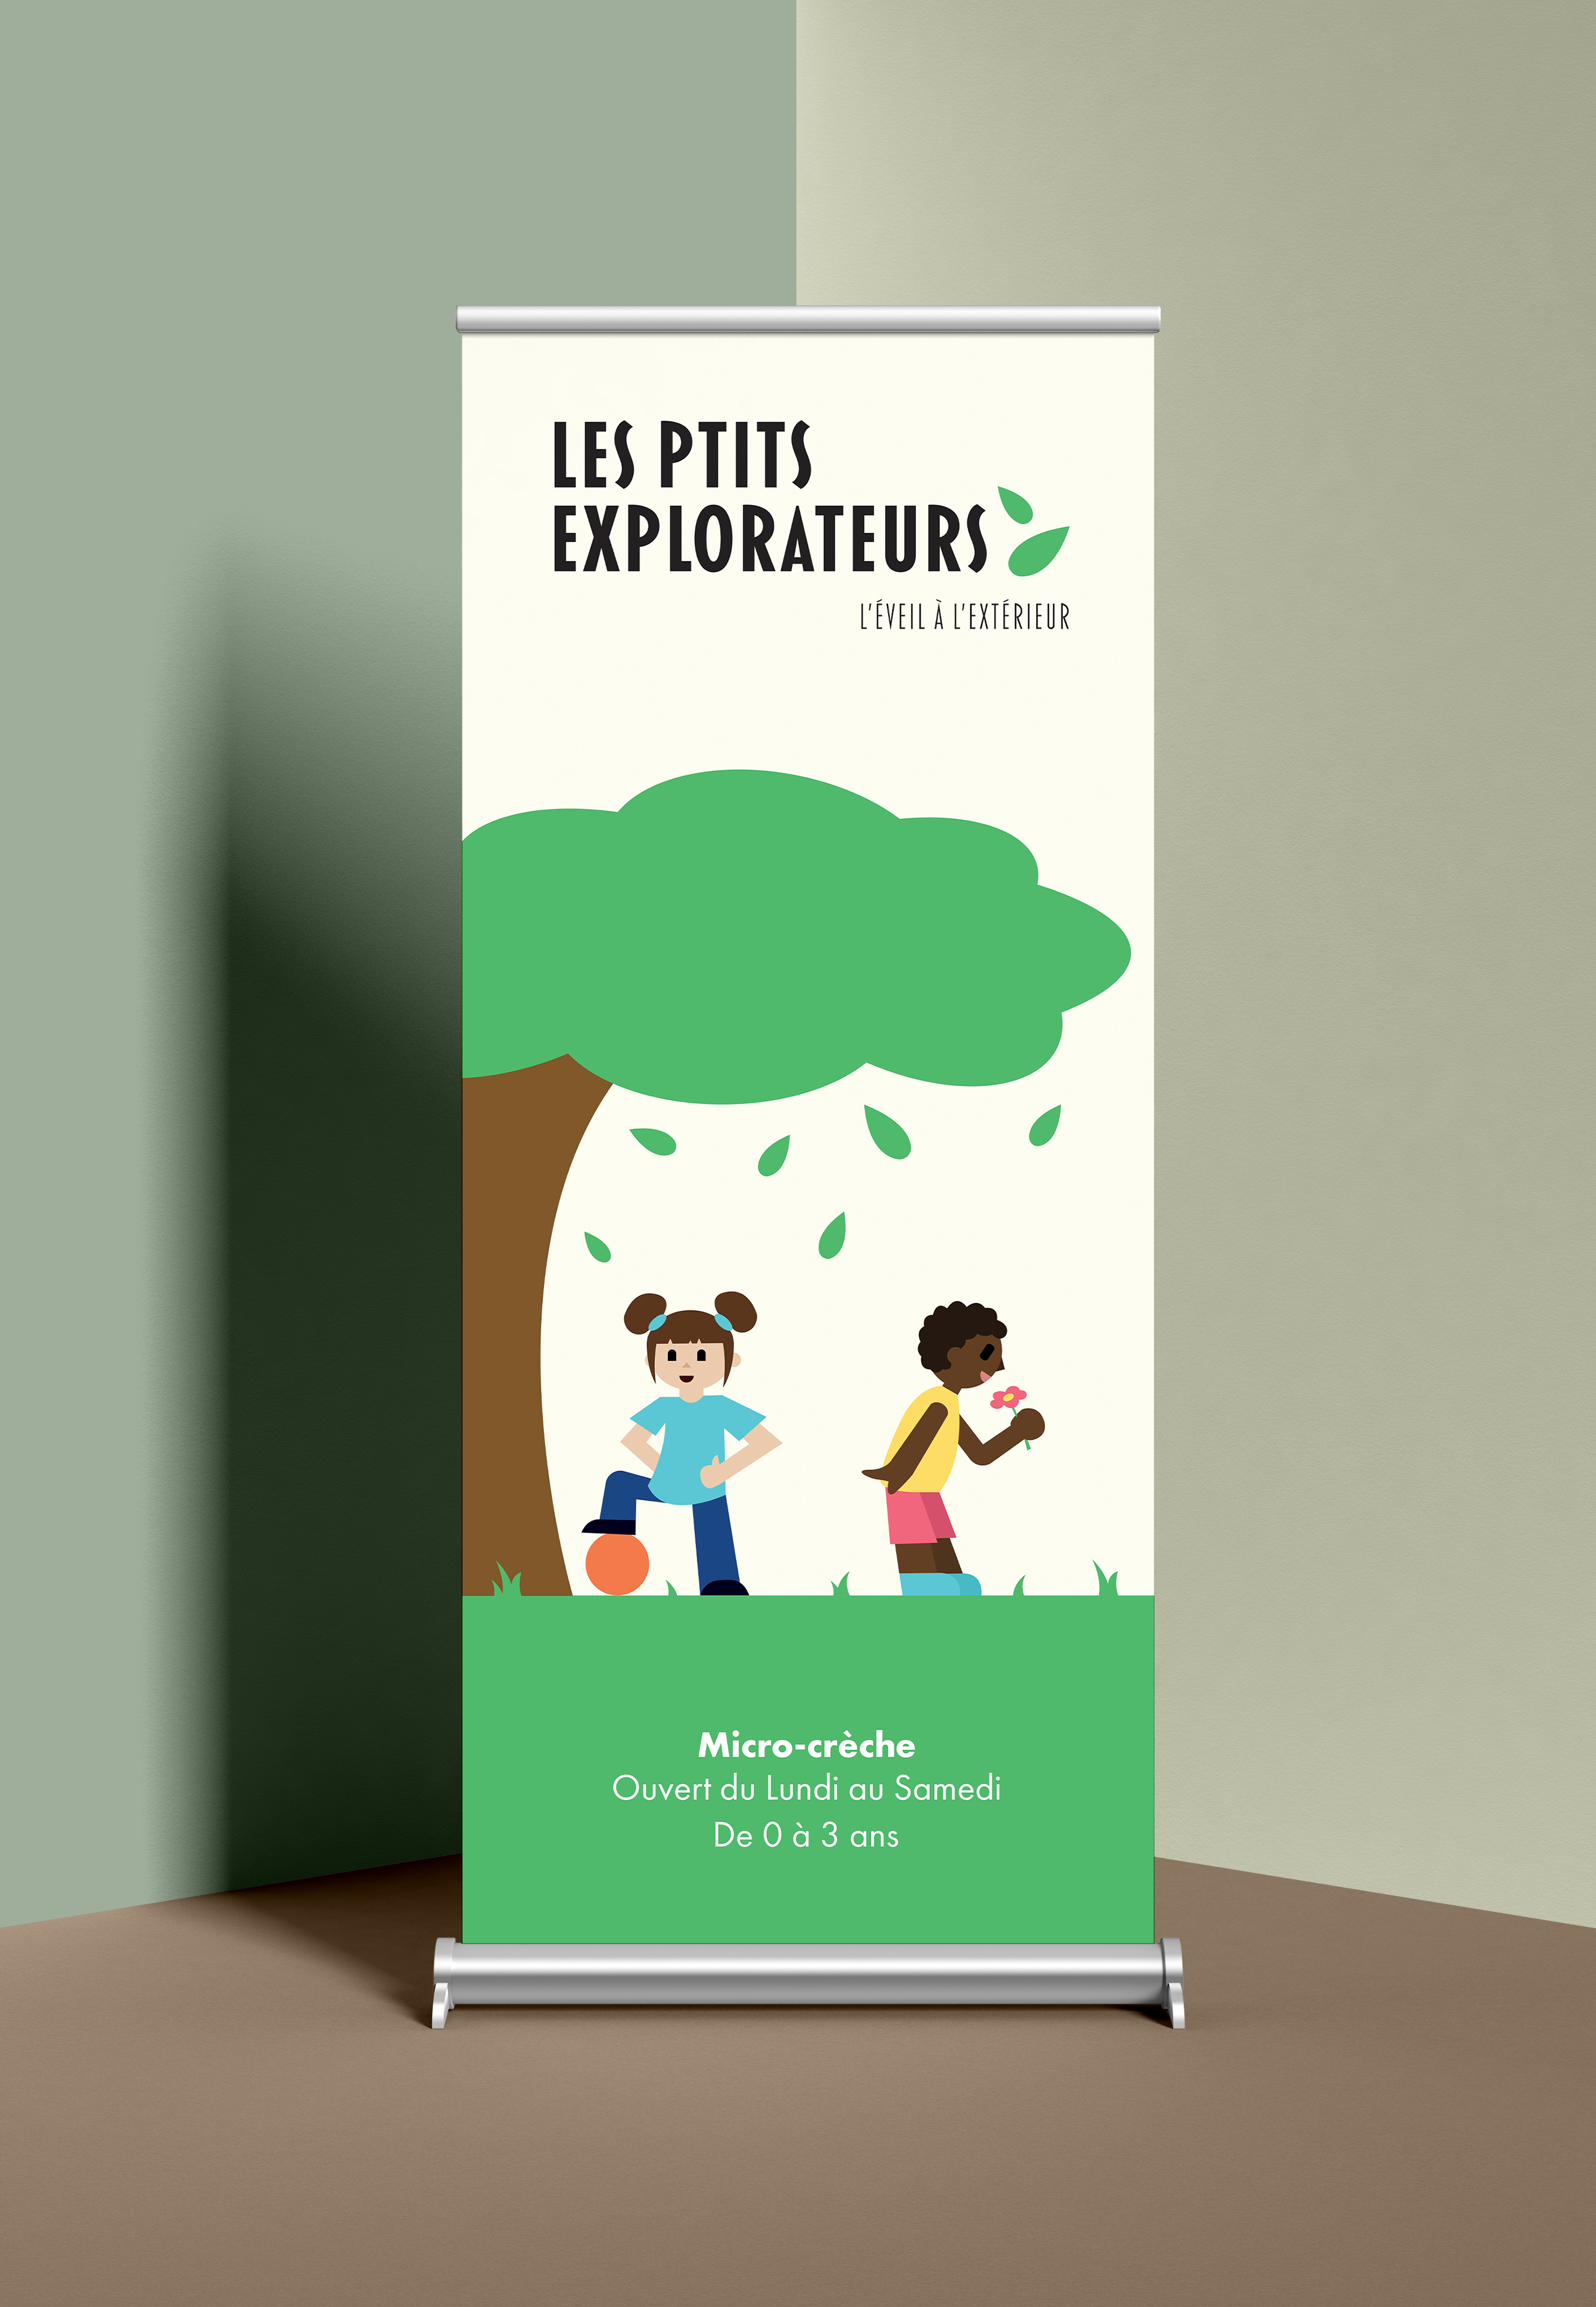 LES PTITS
EXPLORATEURS
L'ÉVEIL À L'EXTÉRIEUR
Micro-crèche
Ouvert du Lundi au Samedi
De 0 à 3 ans